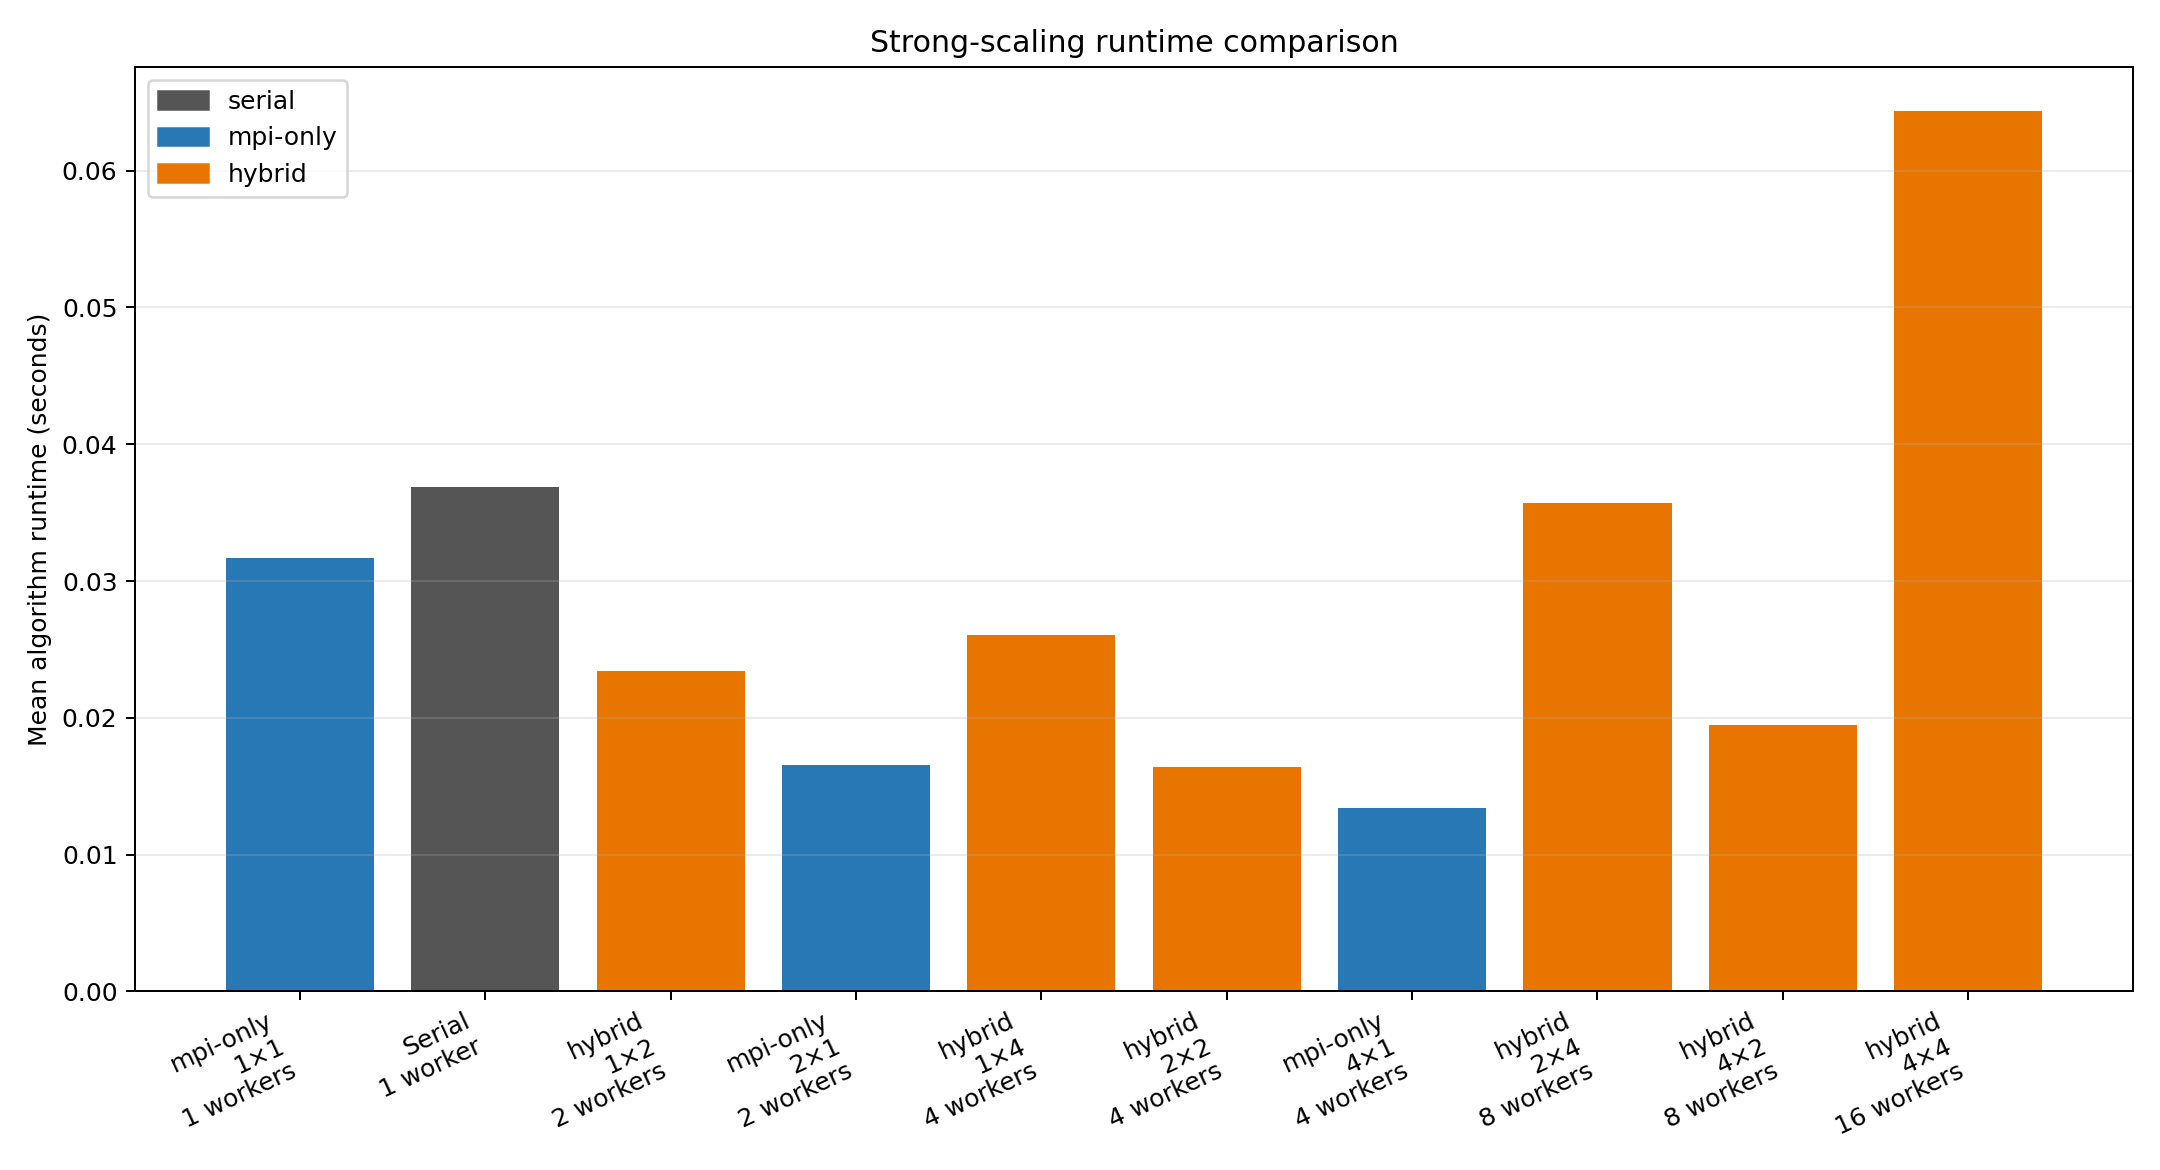 Strong-scaling runtime comparison
serial
mpi-only
hybrid
Mean algorithm runtime (seconds)
0.06
0.05
0.04
0.03
0.02
0.01
0.00
mpi-only
1×1
1 workers
Serial
1 worker
hybrid
1×2
2 workers
mpi-only
2×1
2 workers
hybrid
1×4
4 workers
hybrid
2×2
4 workers
mpi-only
4×1
4 workers
hybrid
2×4
8 workers
hybrid
4×2
8 workers
hybrid
4×4
16 workers